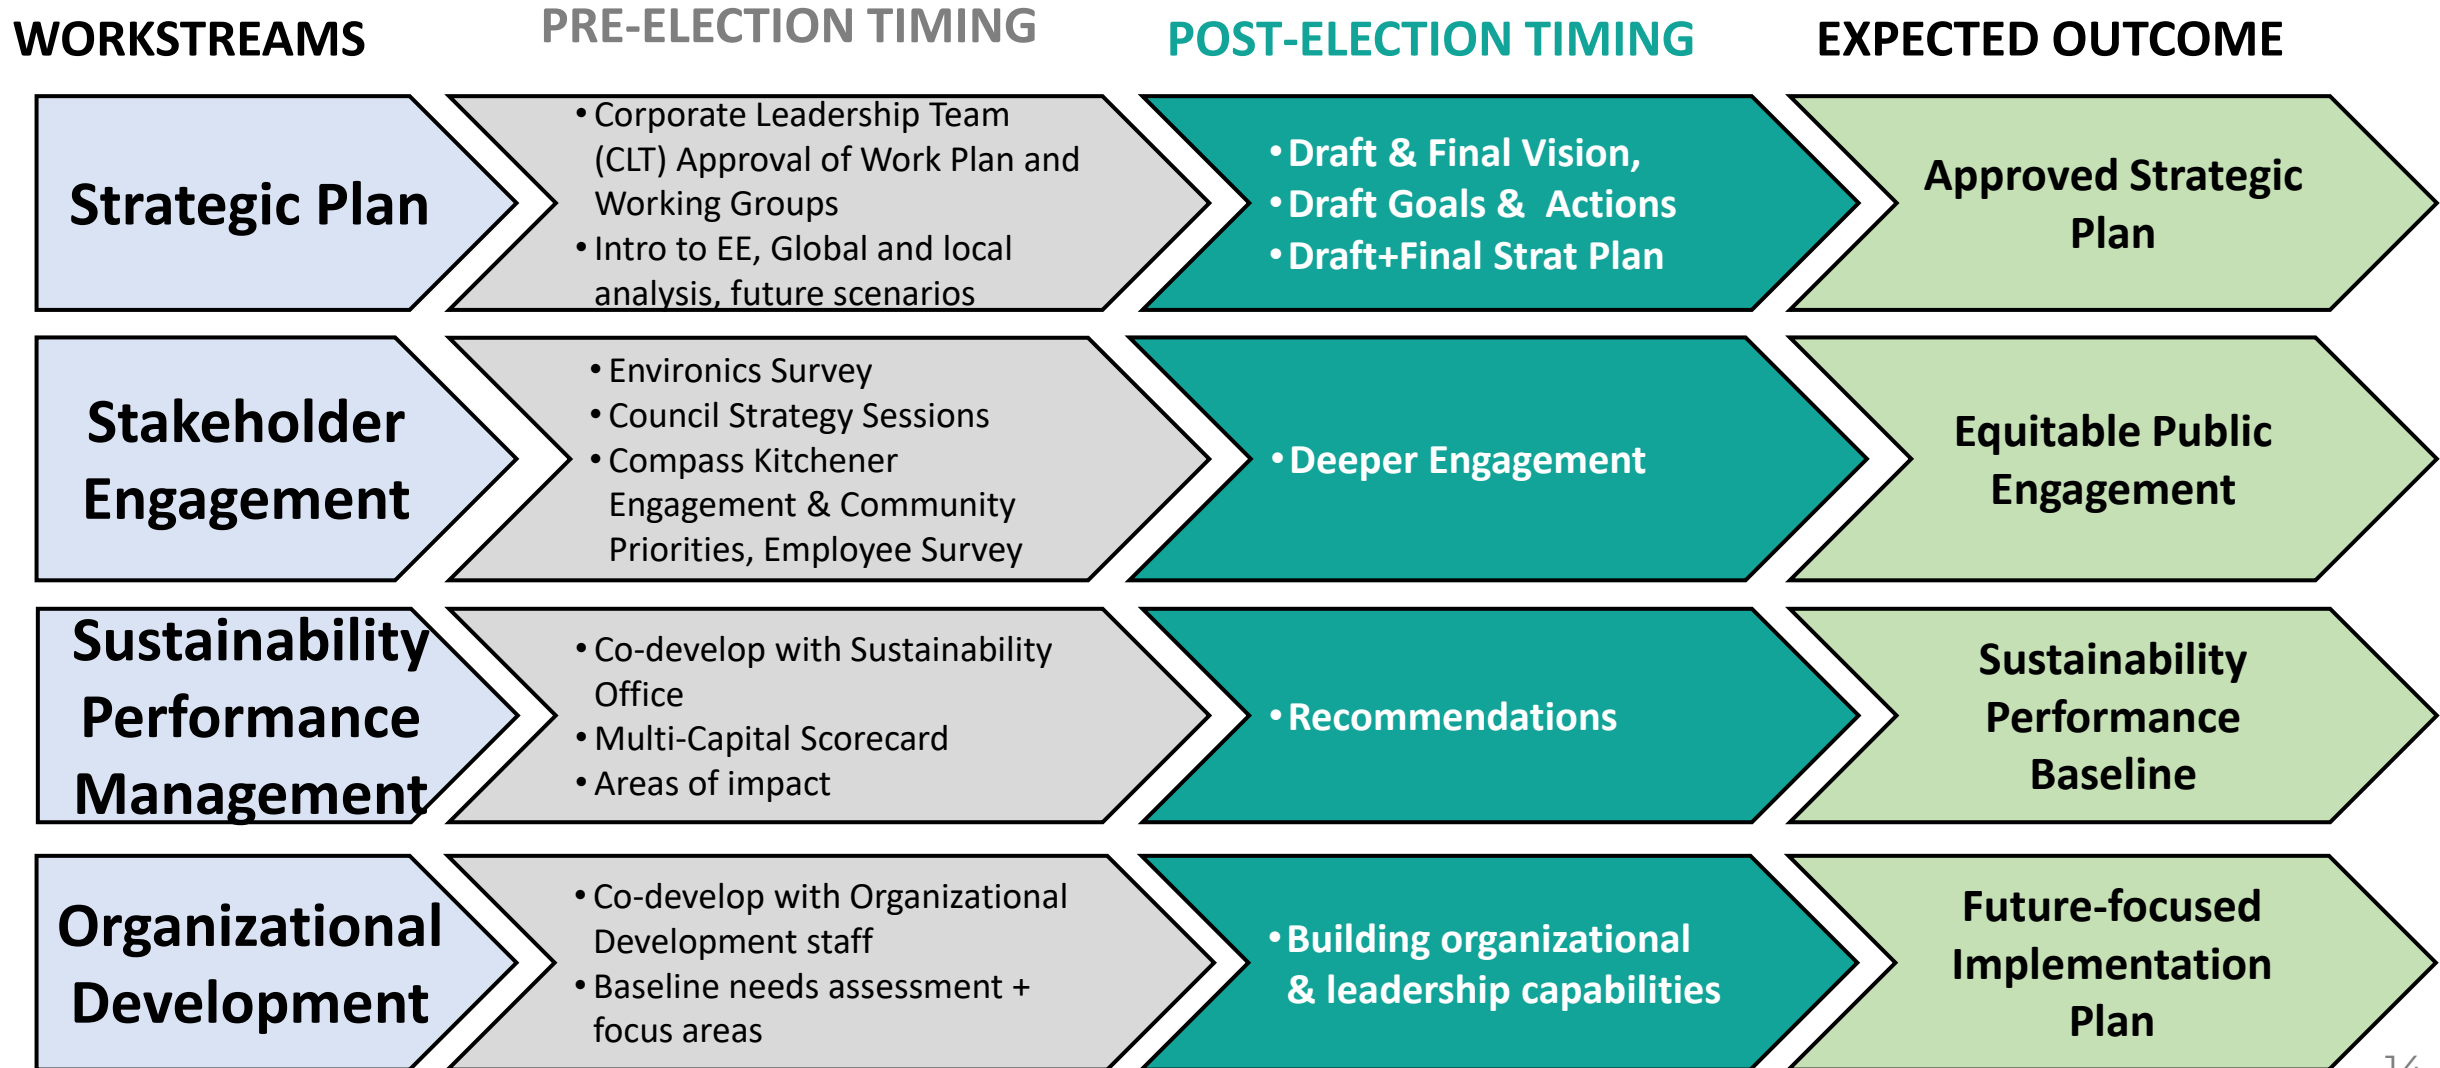 WORKSTREAMS
PRE-ELECTION TIMING
POST-ELECTION TIMING
EXPECTED OUTCOME
Strategic Plan
• Corporate Leadership Team
(CLT) Approval of Work Plan and
Working Groups
• Intro to EE, Global and local
analysis, future scenarios
• Draft & Final Vision,
• Draft Goals & Actions
• Draft+Final Strat Plan
Approved Strategic
Plan
Stakeholder
Engagement
• Environics Survey
• Council Strategy Sessions
• Compass Kitchener
Engagement & Community
Priorities, Employee Survey
• Deeper Engagement
Equitable Public
Engagement
Sustainability
Performance
Management
• Co-develop with Sustainability
Office
• Multi-Capital Scorecard
• Areas of impact
• Recommendations
Sustainability
Performance
Baseline
Organizational
Development
• Co-develop with Organizational
Development staff
• Baseline needs assessment +
focus areas
• Building organizational
& leadership capabilities
Future-focused
Implementation
Plan
14